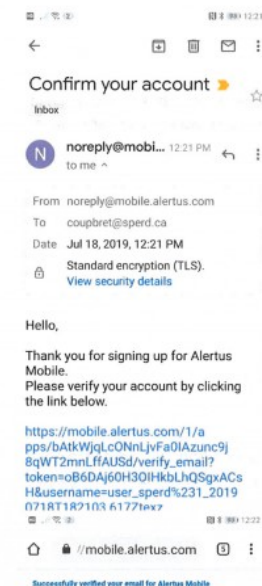 12:21
Confirm your account
Inbox
N
noreply@mobi... 12:21 PM
to me
From noreply@mobile.alertus.com
To coupbret@sperd.ca
Date Jul 18, 2019, 12:21 PM
Standard encryption (TLS).
View security details
Hello,
Thank you for signing up for Alertus
Mobile.
Please verify your account by clicking
the link below.
https://mobile.alertus.com/1/a
pps/bAtkWjqLcONnLjvFa0IAzunc9j
8qWT2mnLffAUSd/verify_email?
token=oB6DAj60H3OIHkbLhQSgxACs
H&username=user_sperd%231_2019
0718T182103.617Ztexz
12:22
//mobile.alertus.com 5
Successfully verified your email for Alertus Mobile